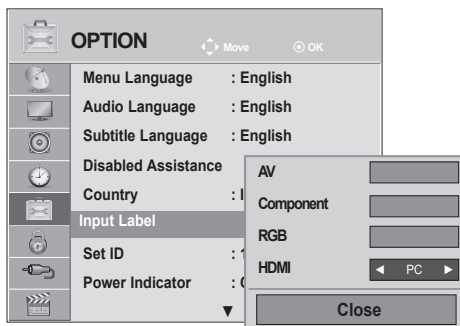 OPTION
Move
OK
Menu Language : English
Audio Language : English
Subtitle Language : English
Disabled Assistance
Country :
Input Label
Set ID :
Power Indicator :
AV
Component
RGB
HDMI ◄ PC ►
Close